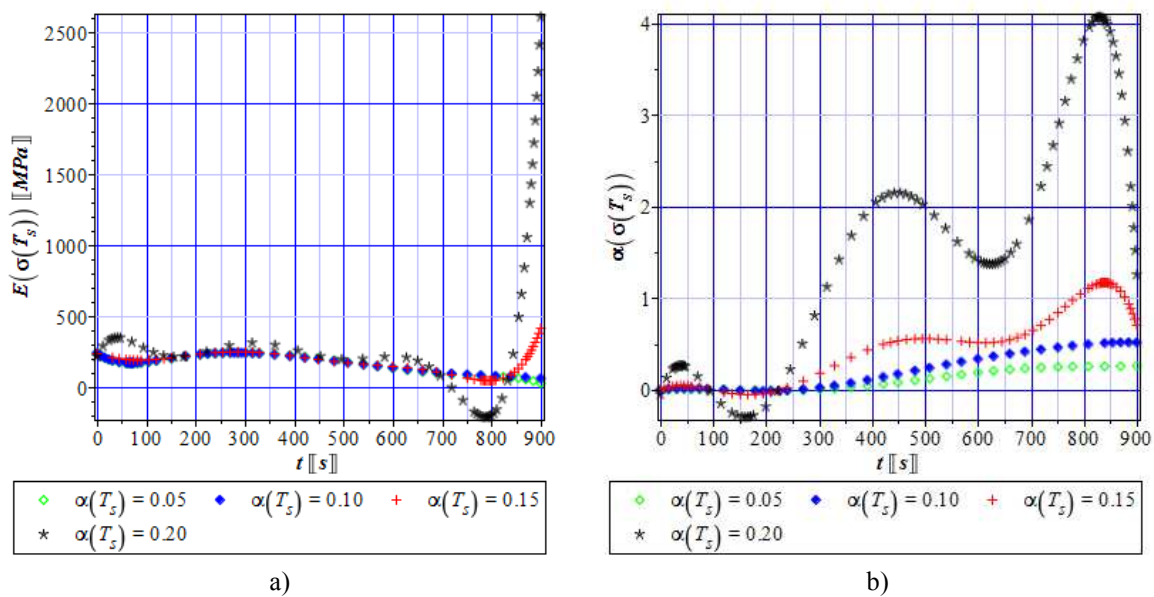 E(σ(T_s)) ⟦MPa⟧
2500
2000
1500
1000
500
0
0 100 200 300 400 500 600 700 800 900
t ⟦s⟧
α(T_s) = 0.05 α(T_s) = 0.10 α(T_s) = 0.15
α(T_s) = 0.20
a)
α(σ(T_s))
4
3
2
1
0
0 100 200 300 400 500 600 700 800 900
t ⟦s⟧
α(T_s) = 0.05 α(T_s) = 0.10 α(T_s) = 0.15
α(T_s) = 0.20
b)